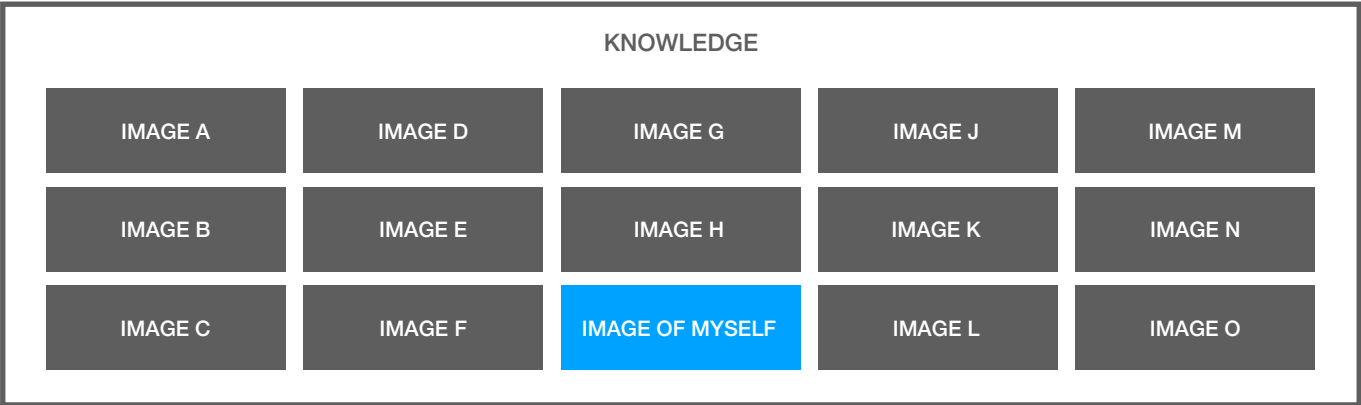 KNOWLEDGE
IMAGE A
IMAGE D
IMAGE G
IMAGE J
IMAGE M
IMAGE B
IMAGE E
IMAGE H
IMAGE K
IMAGE N
IMAGE C
IMAGE F
IMAGE OF MYSELF
IMAGE L
IMAGE O